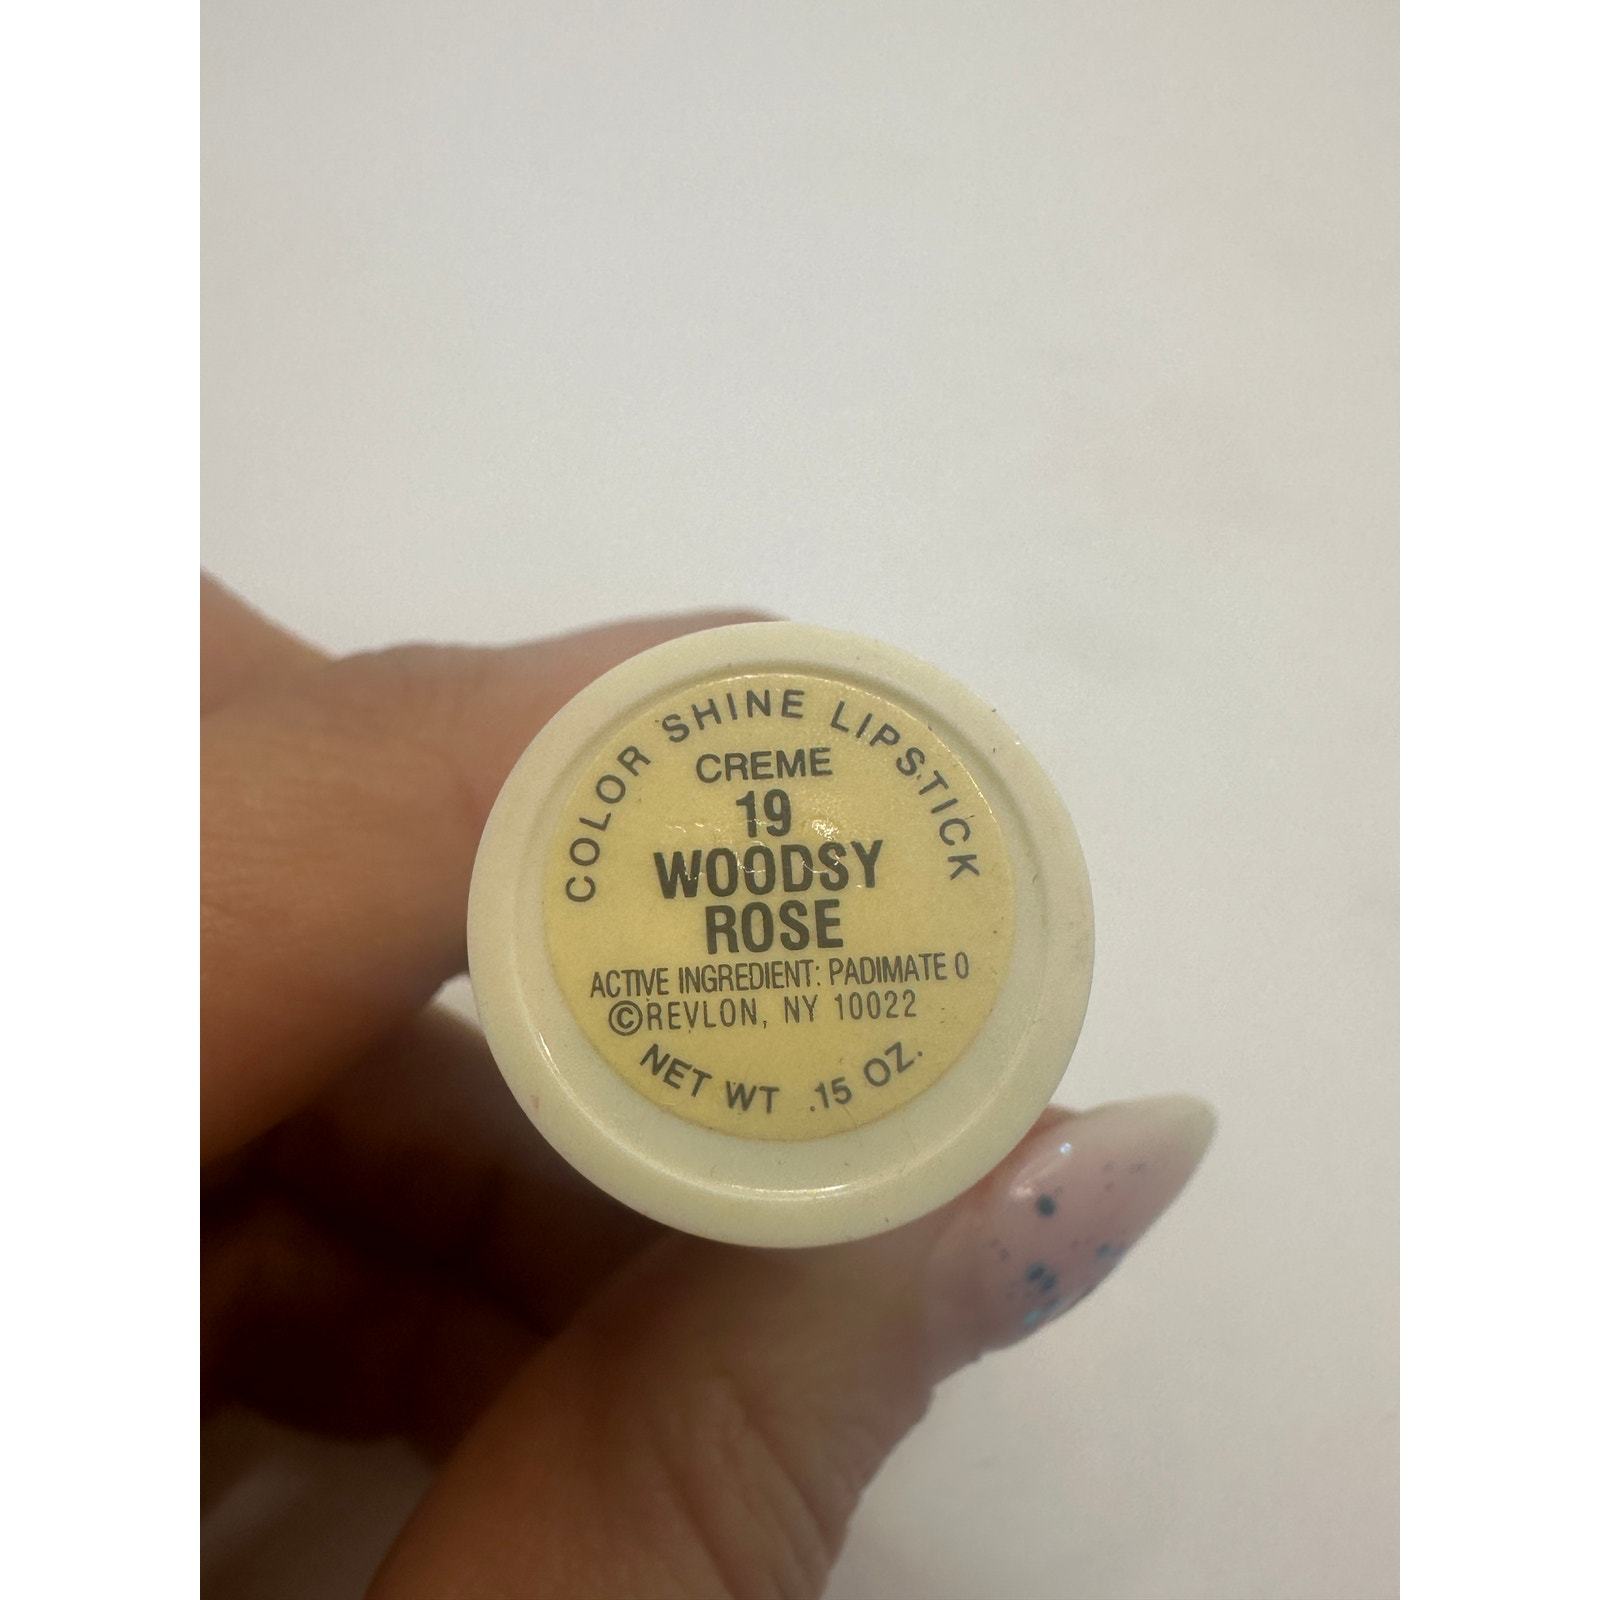 COLOR SHINE LIPSTICK
CREME
19
WOODSY
ROSE
ACTIVE INGREDIENT: PADIMATE O
©REVLON, NY 10022
NET WT .15 OZ.